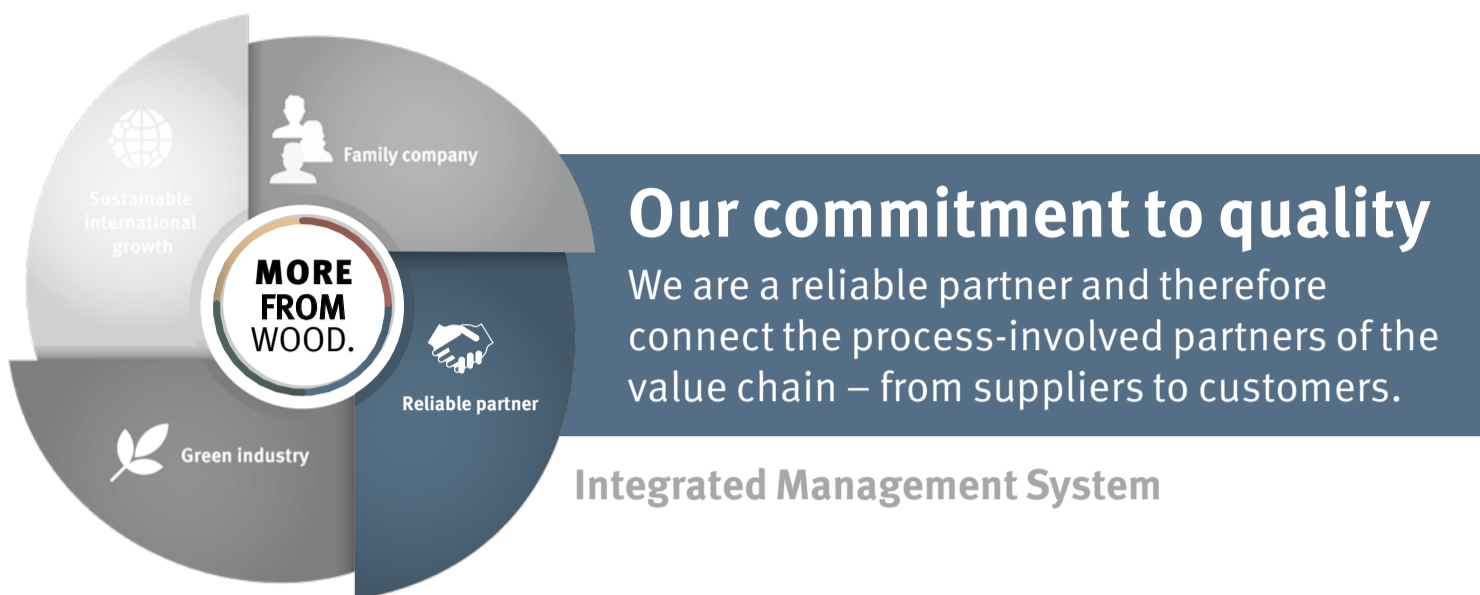 Family company
Sustainable
international
growth
MORE
FROM
WOOD.
Reliable partner
Green industry
Our commitment to quality
We are a reliable partner and therefore
connect the process-involved partners of the
value chain – from suppliers to customers.
Integrated Management System